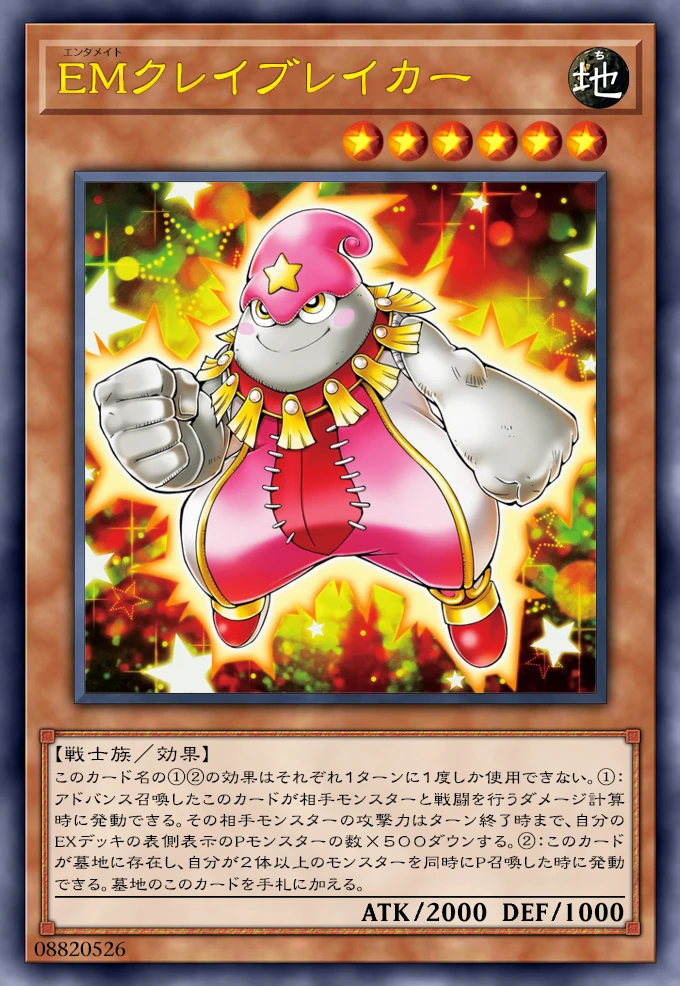 エンタメイト
EMクレイブレイカー
ち
地
【戦士族／効果】
このカード名の①②の効果はそれぞれ1ターンに1度しか使用できない。①：
アドバンス召喚したこのカードが相手モンスターと戦闘を行うダメージ計算
時に発動できる。その相手モンスターの攻撃力はターン終了時まで、自分の
EXデッキの表側表示のPモンスターの数×500ダウンする。②：このカード
が墓地に存在し、自分が2体以上のモンスターを同時にP召喚した時に発動
できる。墓地のこのカードを手札に加える。
ATK/2000 DEF/1000
08820526